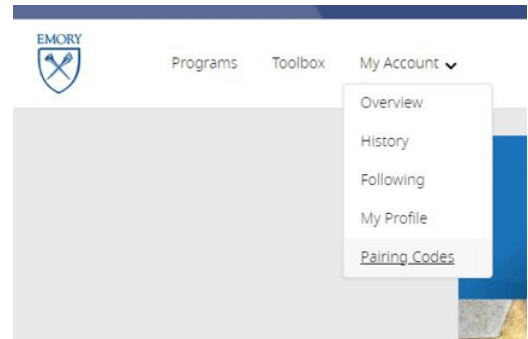 EMORY
Programs Toolbox My Account
Overview
History
Following
My Profile
Pairing Codes